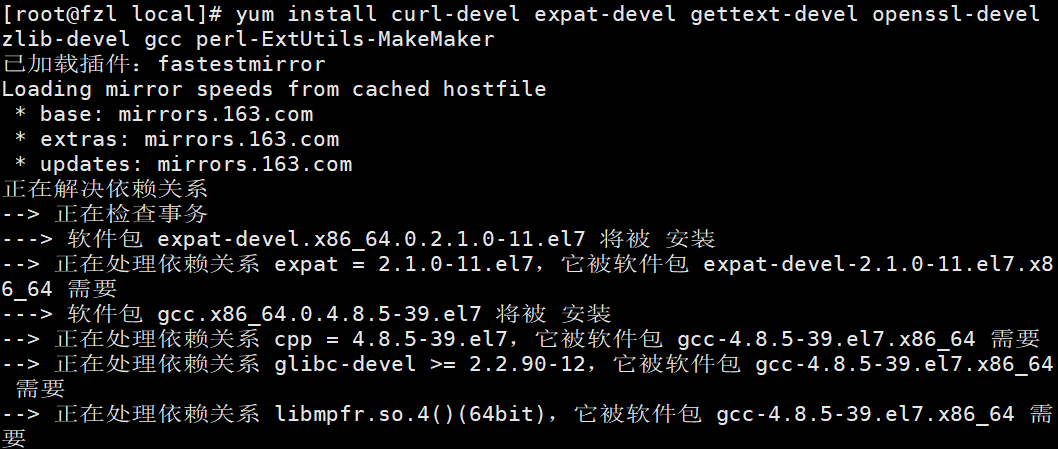 [root@fzl local]# yum install curl-devel expat-devel gettext-devel openssl-devel
zlib-devel gcc perl-ExtUtils-MakeMaker
已加载插件：fastestmirror
Loading mirror speeds from cached hostfile
 * base: mirrors.163.com
 * extras: mirrors.163.com
 * updates: mirrors.163.com
正在解决依赖关系
--> 正在检查事务
---> 软件包 expat-devel.x86_64.0.2.1.0-11.el7 将被 安装
--> 正在处理依赖关系 expat = 2.1.0-11.el7，它被软件包 expat-devel-2.1.0-11.el7.x8
6_64 需要
---> 软件包 gcc.x86_64.0.4.8.5-39.el7 将被 安装
--> 正在处理依赖关系 cpp = 4.8.5-39.el7，它被软件包 gcc-4.8.5-39.el7.x86_64 需要
--> 正在处理依赖关系 glibc-devel >= 2.2.90-12，它被软件包 gcc-4.8.5-39.el7.x86_64
 需要
--> 正在处理依赖关系 libmpfr.so.4()(64bit)，它被软件包 gcc-4.8.5-39.el7.x86_64 需
要